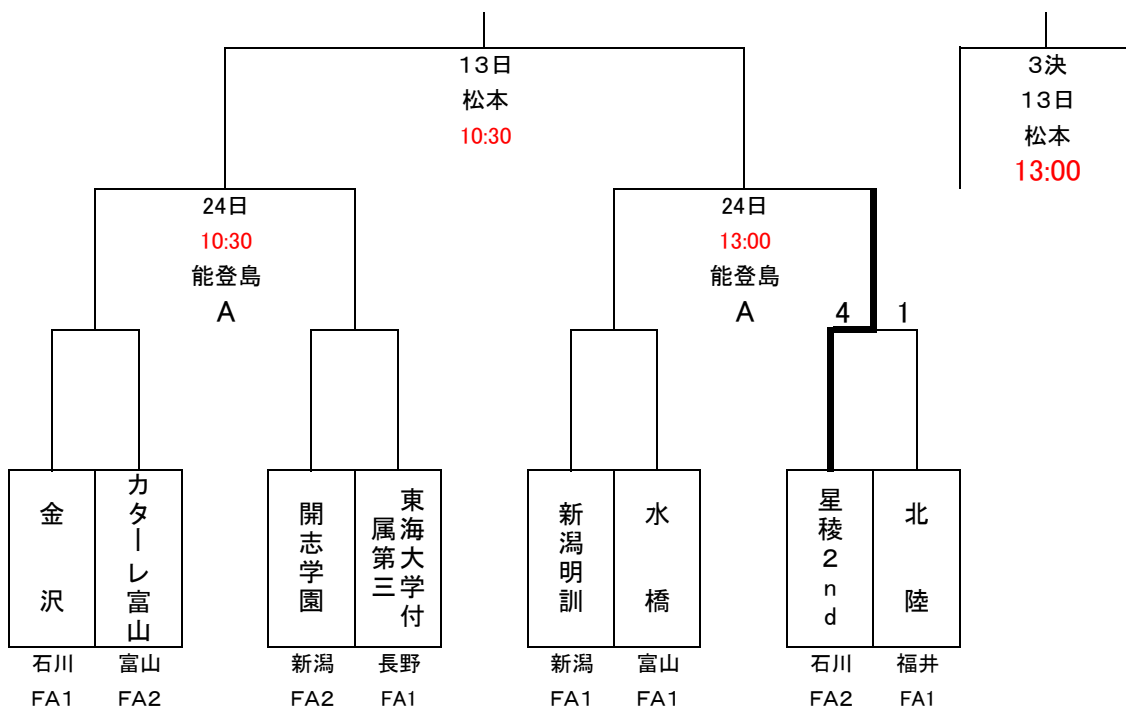 13日
松本
10:30
3決
13日
松本
13:00
24日
10:30
能登島
A
24日
13:00
能登島
A
4
1
金沢
カターレ富山
開志学園
東海大学付
属第三
新潟明訓
水橋
星稜2nd
北陸
石川
富山
新潟
長野
新潟
富山
石川
福井
FA1
FA2
FA2
FA1
FA1
FA1
FA2
FA1